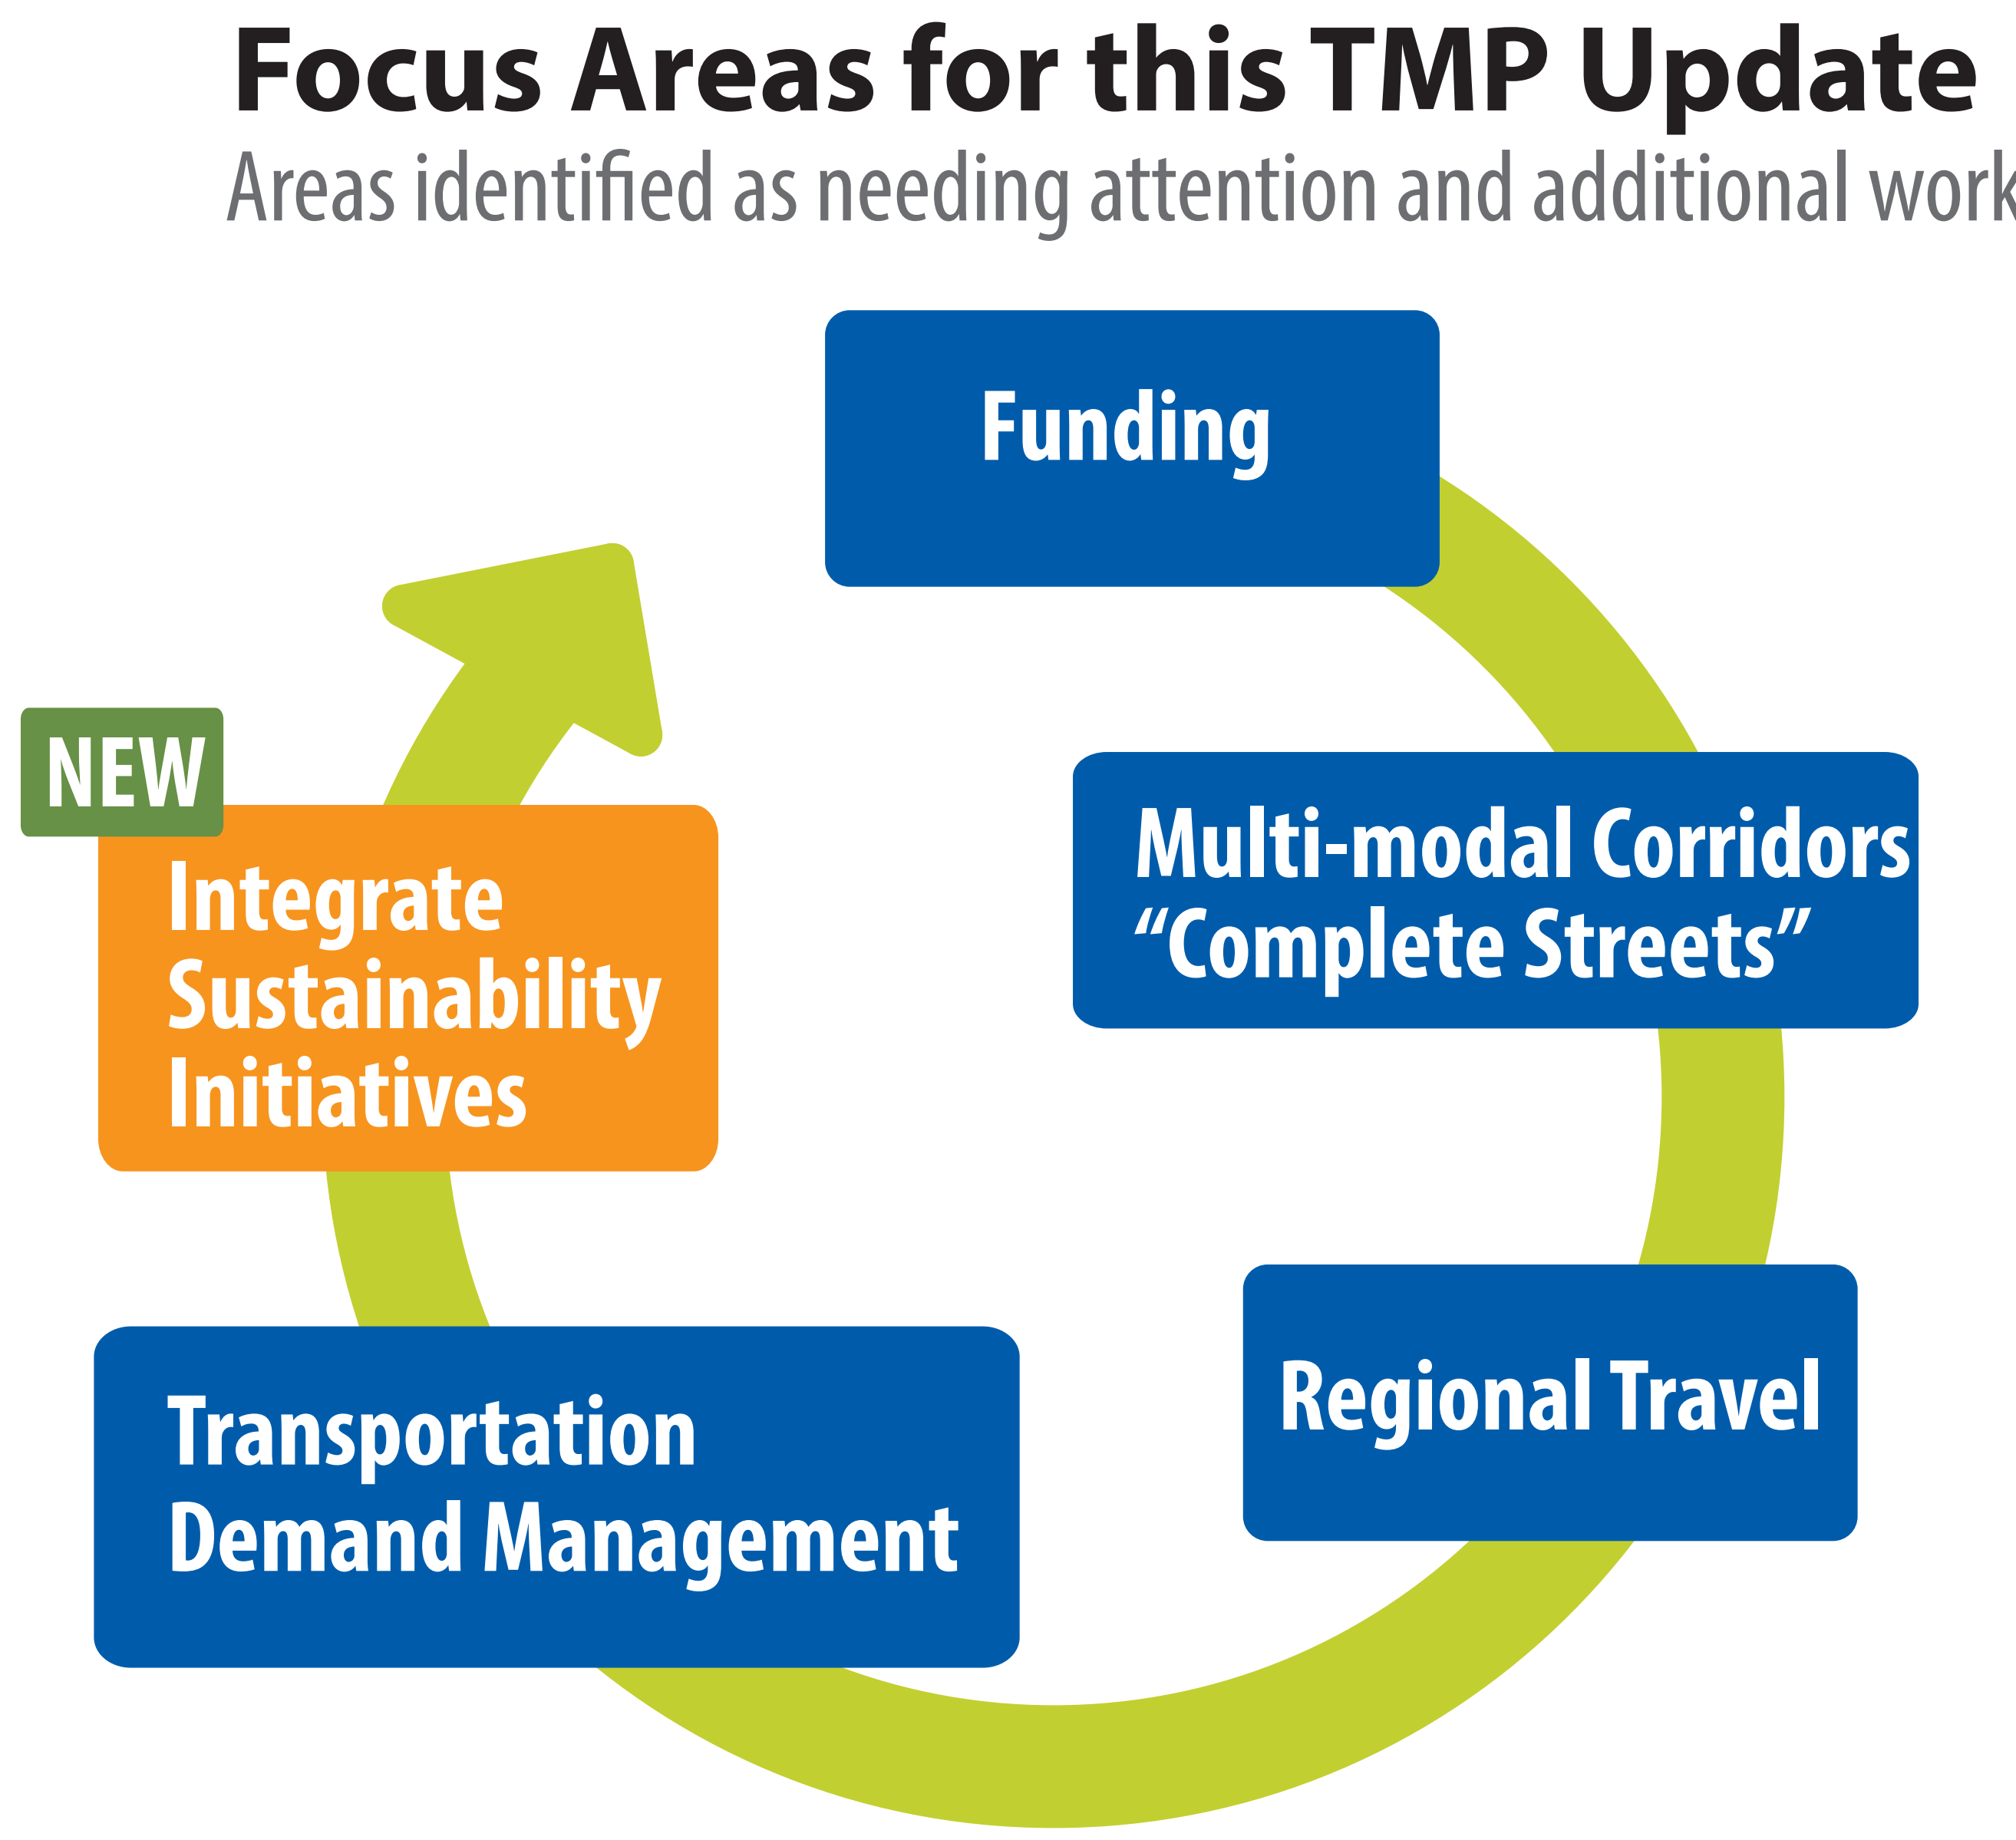 Focus Areas for this TMP Update
Areas identified as needing attention and additional work
Funding
Multi-modal Corridors
“Complete Streets”
Regional Travel
Transportation
Demand Management
NEW
Integrate
Sustainability
Initiatives